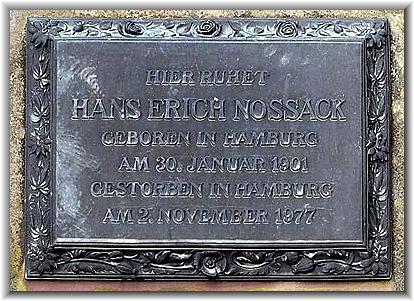 HIER RUHET
HANS ERICH NOSSACK
GEBOREN IN HAMBURG
AM 30. JANUAR 1901
GESTORBEN IN HAMBURG
AM 2. NOVEMBER 1977